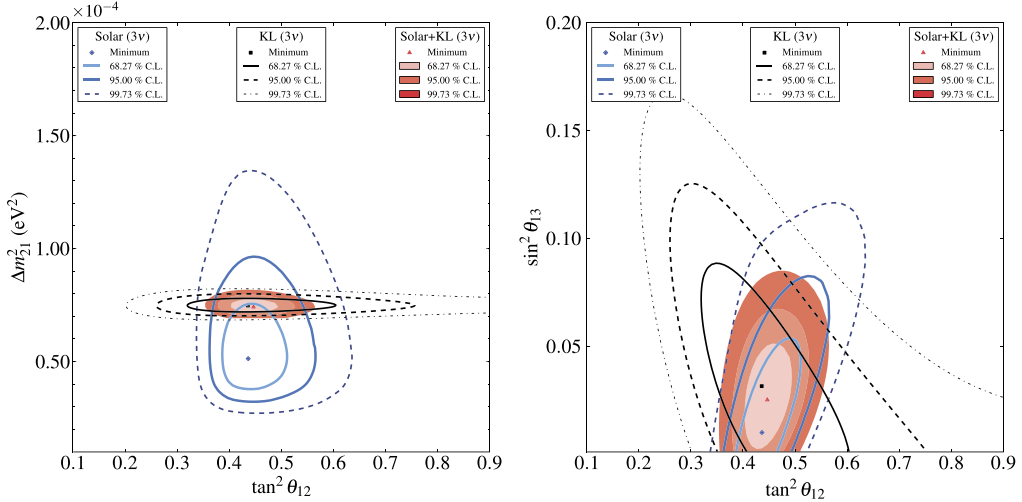 ×10⁻⁴
2.00
1.50
1.00
0.50
Δm²₂₁ (eV²)
0.1 0.2 0.3 0.4 0.5 0.6 0.7 0.8 0.9
tan² θ₁₂
Solar (3ν)
Minimum
68.27 % C.L.
95.00 % C.L.
99.73 % C.L.
KL (3ν)
Minimum
68.27 % C.L.
95.00 % C.L.
99.73 % C.L.
Solar+KL (3ν)
Minimum
68.27 % C.L.
95.00 % C.L.
99.73 % C.L.
0.20
0.15
0.10
0.05
sin² θ₁₃
0.1 0.2 0.3 0.4 0.5 0.6 0.7 0.8 0.9
tan² θ₁₂
Solar (3ν)
Minimum
68.27 % C.L.
95.00 % C.L.
99.73 % C.L.
KL (3ν)
Minimum
68.27 % C.L.
95.00 % C.L.
99.73 % C.L.
Solar+KL (3ν)
Minimum
68.27 % C.L.
95.00 % C.L.
99.73 % C.L.